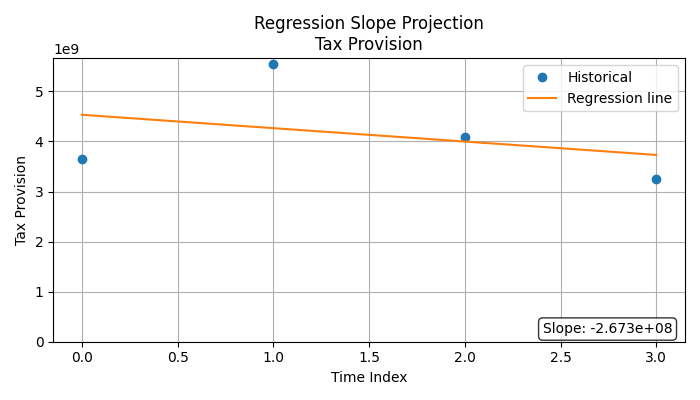 Regression Slope Projection
Tax Provision
1e9
Historical
Regression line
5
4
3
2
1
0
Tax Provision
Slope: -2.673e+08
0.0 0.5 1.0 1.5 2.0 2.5 3.0
Time Index